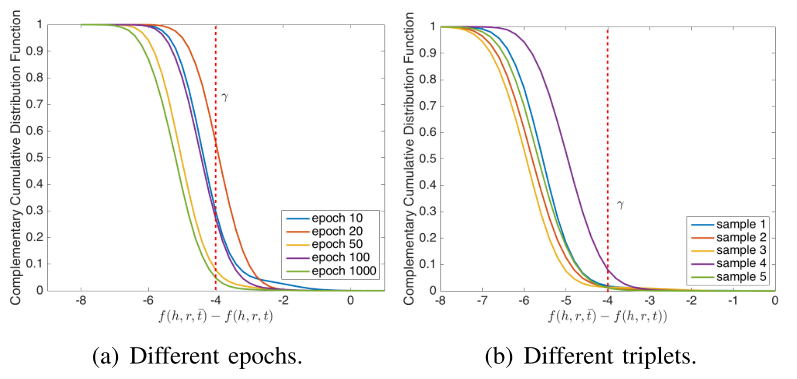 Complementary Cumulative Distribution Function
1
0.9
0.8
0.7
0.6
0.5
0.4
0.3
0.2
0.1
0
γ
epoch 10
epoch 20
epoch 50
epoch 100
epoch 1000
-8 -6 -4 -2 0
f(h, r, t̄) − f(h, r, t)
(a) Different epochs.
Complementary Cumulative Distribution Function
1
0.9
0.8
0.7
0.6
0.5
0.4
0.3
0.2
0.1
0
γ
sample 1
sample 2
sample 3
sample 4
sample 5
-8 -7 -6 -5 -4 -3 -2 -1 0
f(h, r, t̄) − f(h, r, t))
(b) Different triplets.